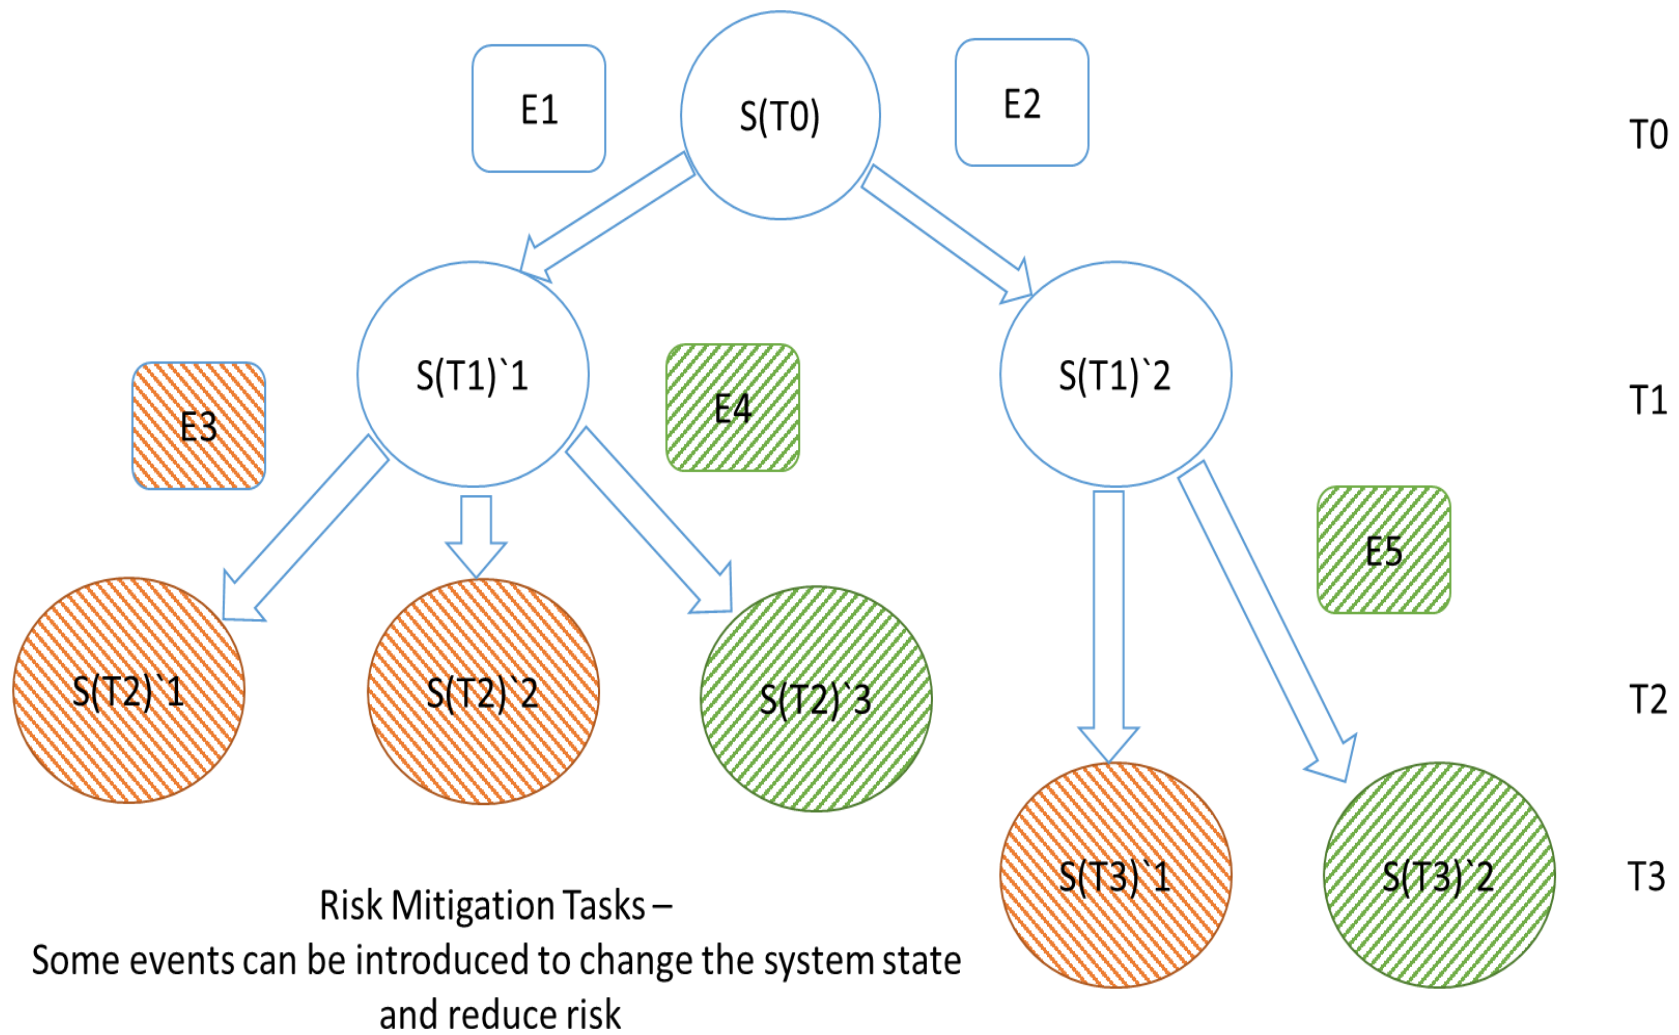 E1
S(T0)
E2
T0
S(T1)`1
S(T1)`2
T1
E3
E4
E5
S(T2)`1
S(T2)`2
S(T2)`3
T2
S(T3)`1
S(T3)`2
T3
Risk Mitigation Tasks –
Some events can be introduced to change the system state
and reduce risk